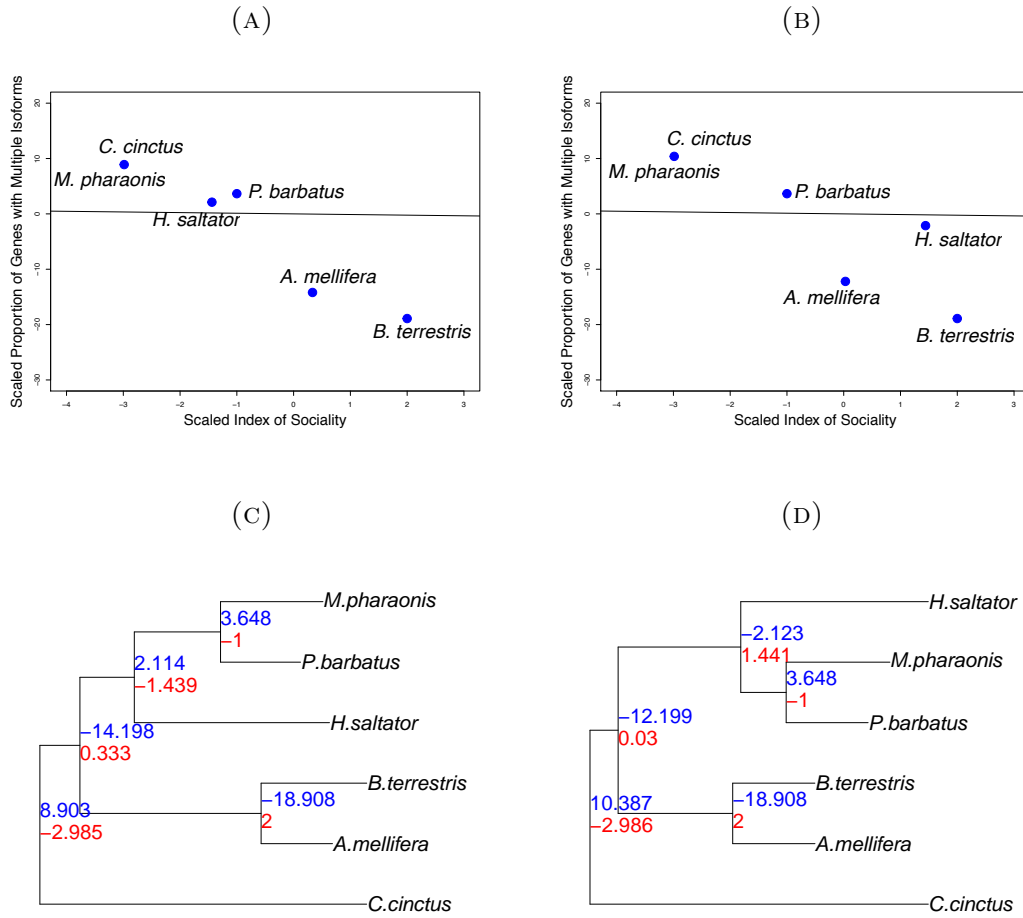 (A)
Scaled Proportion of Genes with Multiple Isoforms
20
10
0
−10
−20
−30
C. cinctus
M. pharaonis
P. barbatus
H. saltator
A. mellifera
B. terrestris
−4 −3 −2 −1 0 1 2 3
Scaled Index of Sociality
(B)
Scaled Proportion of Genes with Multiple Isoforms
20
10
0
−10
−20
−30
C. cinctus
M. pharaonis
P. barbatus
H. saltator
A. mellifera
B. terrestris
−4 −3 −2 −1 0 1 2 3
Scaled Index of Sociality
(C)
M.pharaonis
3.648
−1
P.barbatus
2.114
−1.439
H.saltator
−14.198
0.333
B.terrestris
−18.908
2
8.903
−2.985
A.mellifera
C.cinctus
(D)
H.saltator
−2.123
1.441
M.pharaonis
3.648
−1
P.barbatus
−12.199
0.03
B.terrestris
−18.908
2
10.387
−2.986
A.mellifera
C.cinctus